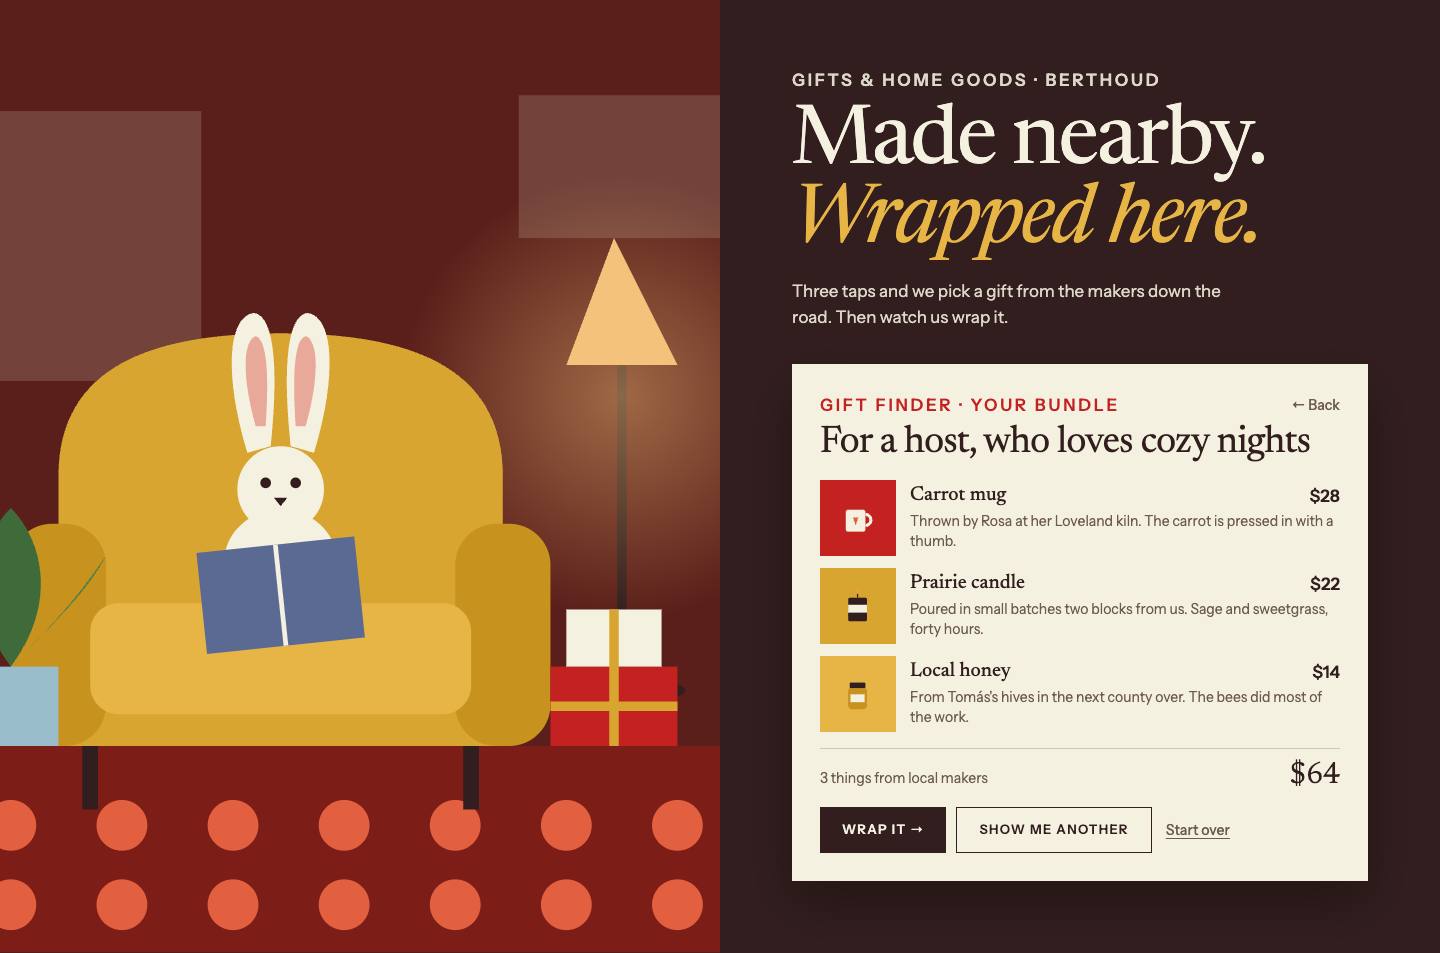 GIFTS & HOME GOODS · BERTHOUD
Made nearby.
Wrapped here.
Three taps and we pick a gift from the makers down the
road. Then watch us wrap it.
GIFT FINDER · YOUR BUNDLE
← Back
For a host, who loves cozy nights
Carrot mug
$28
Thrown by Rosa at her Loveland kiln. The carrot is pressed in with a
thumb.
Prairie candle
$22
Poured in small batches two blocks from us. Sage and sweetgrass,
forty hours.
Local honey
$14
From Tomás's hives in the next county over. The bees did most of
the work.
3 things from local makers
$64
WRAP IT →
SHOW ME ANOTHER
Start over